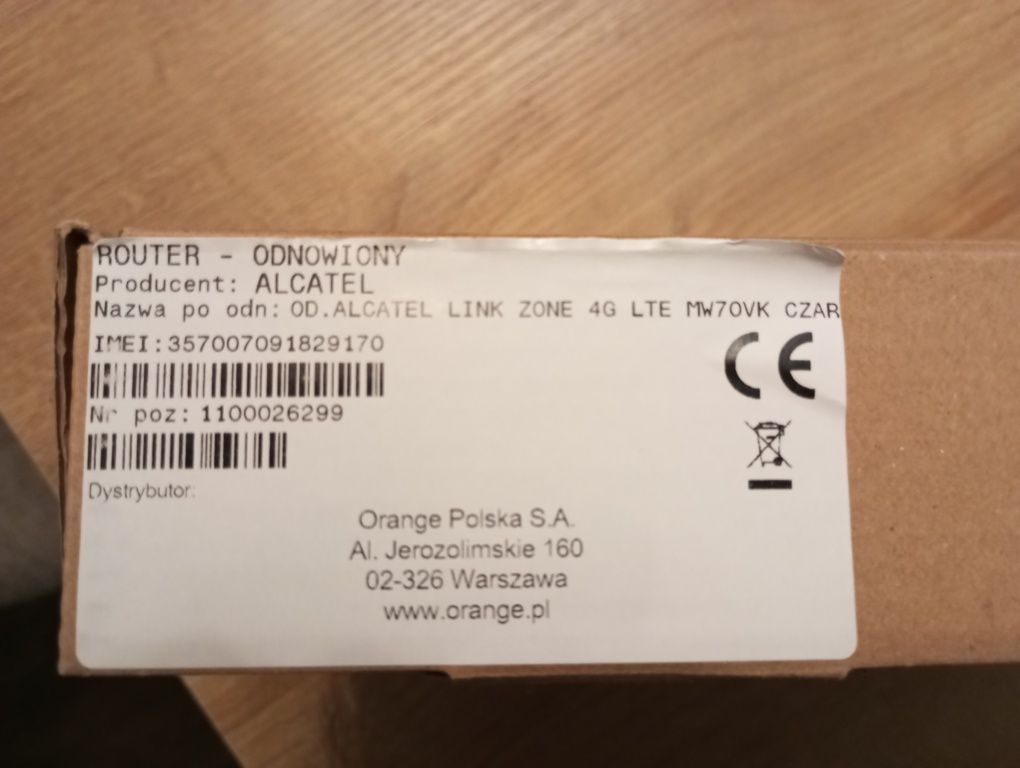 ROUTER - ODNOWIONY
Producent: ALCATEL
Nazwa po odn: OD.ALCATEL LINK ZONE 4G LTE MW70VK CZAR
IMEI:357007091829170
Nr poz: 1100026299
Dystrybutor:
Orange Polska S.A.
Al. Jerozolimskie 160
02-326 Warszawa
www.orange.pl
CE